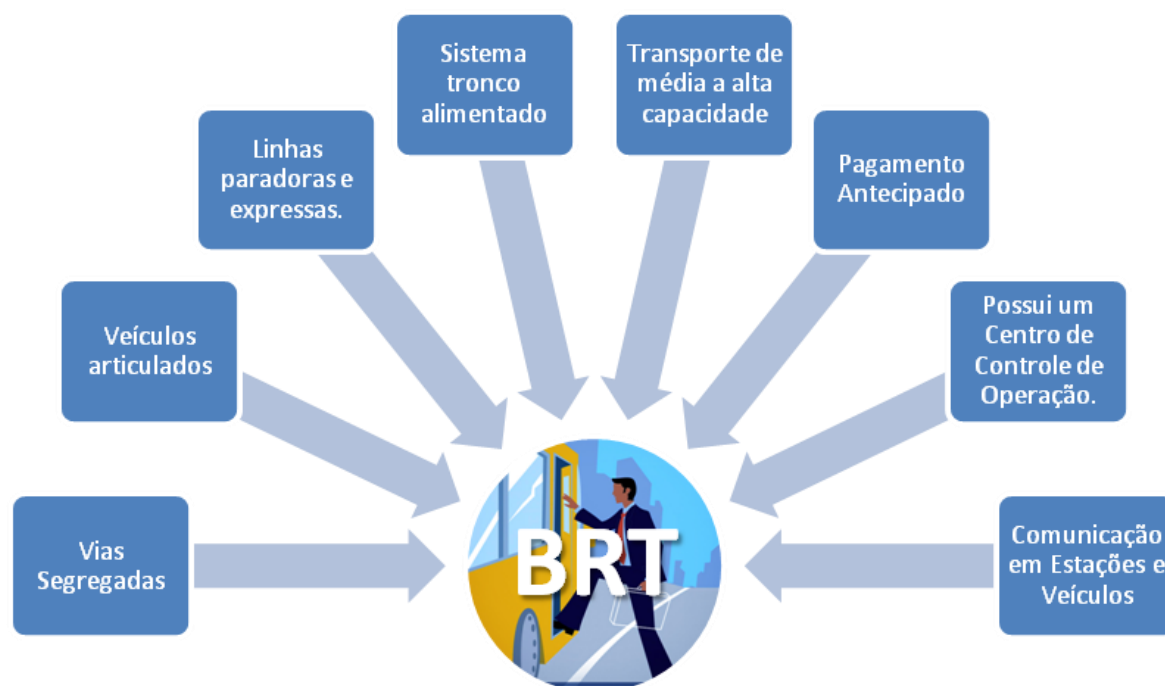 Sistema
tronco
alimentado
Transporte de
média a alta
capacidade
Linhas
paradoras e
expressas.
Pagamento
Antecipado
Veículos
articulados
Possui um
Centro de
Controle de
Operação.
Vias
Segregadas
BRT
Comunicação
em Estações e
Veículos